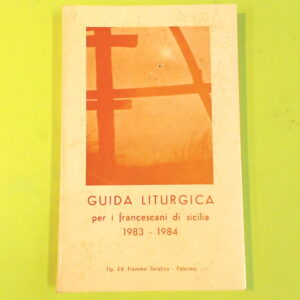 GUIDA LITURGICA
per i francescani di sicilia
1983 - 1984
Tip. Ed. Fiamma Serafica - Palermo